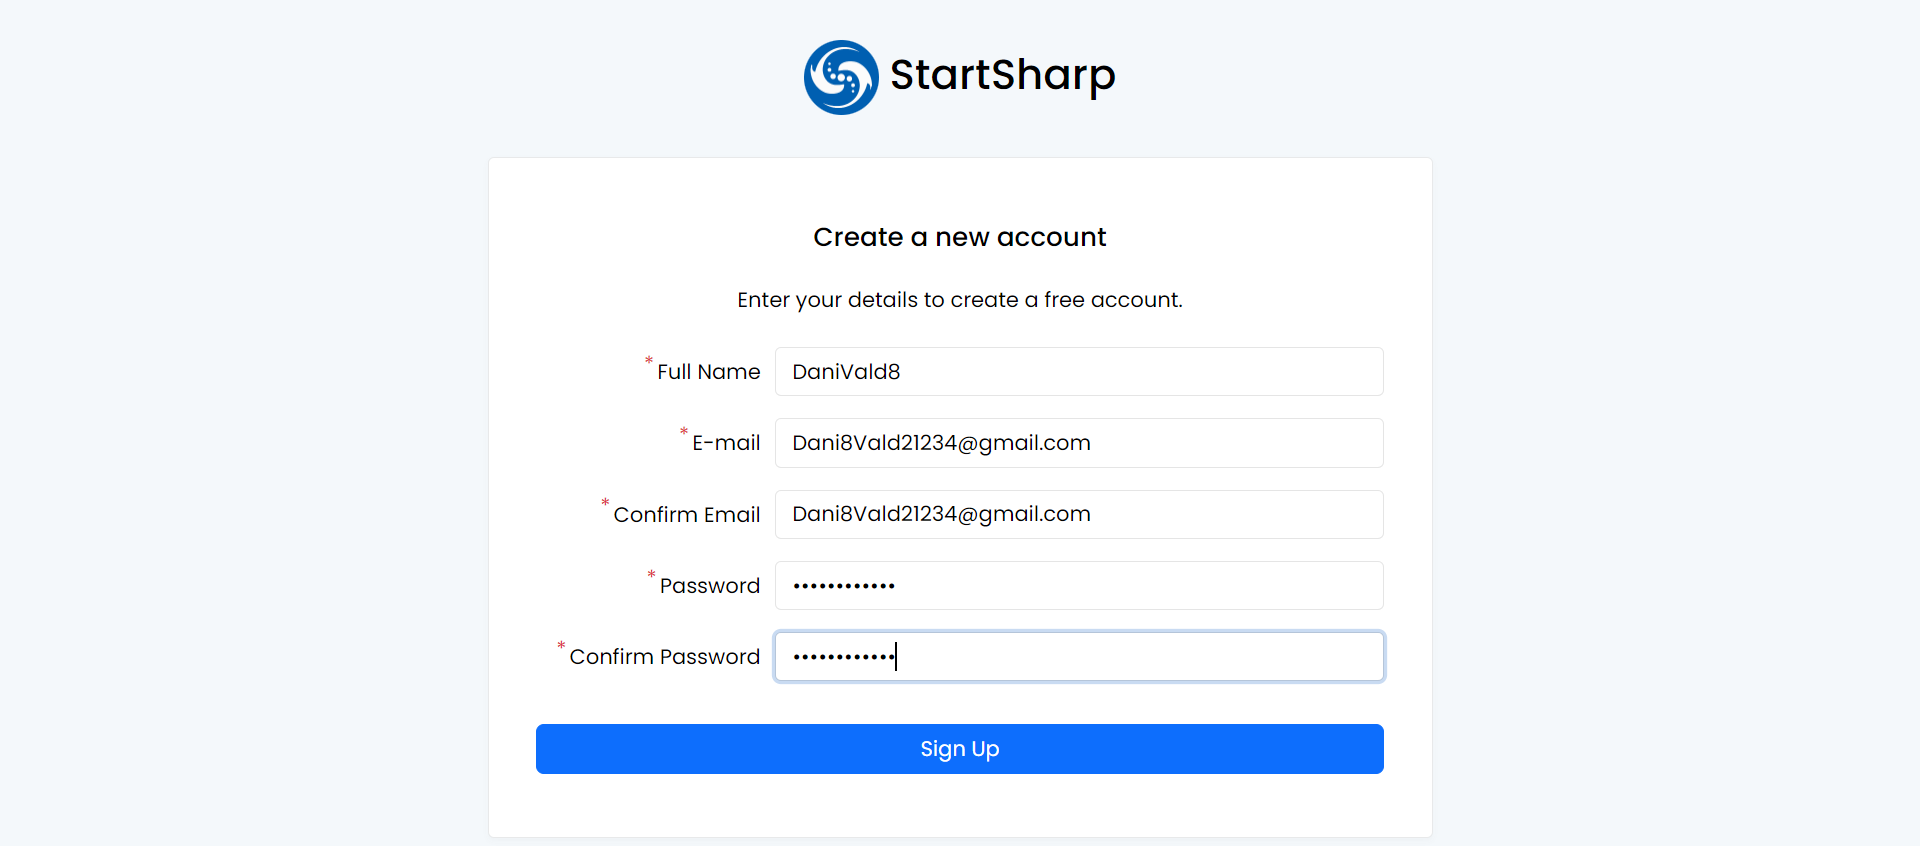 StartSharp
Create a new account
Enter your details to create a free account.
* Full Name DaniVald8
* E-mail Dani8Vald21234@gmail.com
* Confirm Email Dani8Vald21234@gmail.com
* Password ••••••••••••
* Confirm Password ••••••••••••
Sign Up